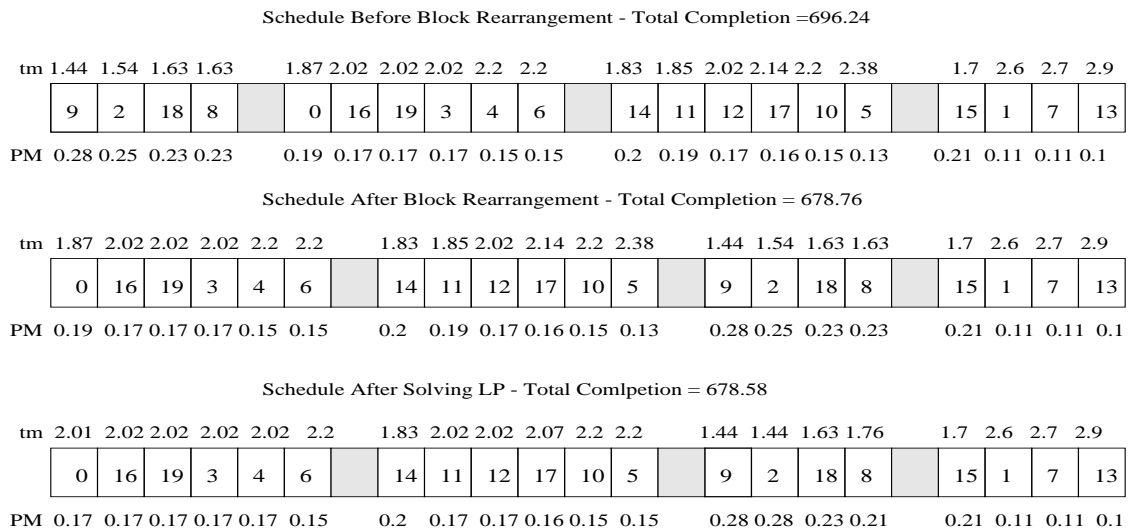 Schedule Before Block Rearrangement - Total Completion =696.24
tm 1.44 1.54 1.63 1.63 1.87 2.02 2.02 2.02 2.2 2.2 1.83 1.85 2.02 2.14 2.2 2.38 1.7 2.6 2.7 2.9
9 2 18 8 0 16 19 3 4 6 14 11 12 17 10 5 15 1 7 13
PM 0.28 0.25 0.23 0.23 0.19 0.17 0.17 0.17 0.15 0.15 0.2 0.19 0.17 0.16 0.15 0.13 0.21 0.11 0.11 0.1
Schedule After Block Rearrangement - Total Completion = 678.76
tm 1.87 2.02 2.02 2.02 2.2 2.2 1.83 1.85 2.02 2.14 2.2 2.38 1.44 1.54 1.63 1.63 1.7 2.6 2.7 2.9
0 16 19 3 4 6 14 11 12 17 10 5 9 2 18 8 15 1 7 13
PM 0.19 0.17 0.17 0.17 0.15 0.15 0.2 0.19 0.17 0.16 0.15 0.13 0.28 0.25 0.23 0.23 0.21 0.11 0.11 0.1
Schedule After Solving LP - Total Comlpetion = 678.58
tm 2.01 2.02 2.02 2.02 2.02 2.2 1.83 2.02 2.02 2.07 2.2 2.2 1.44 1.44 1.63 1.76 1.7 2.6 2.7 2.9
0 16 19 3 4 6 14 11 12 17 10 5 9 2 18 8 15 1 7 13
PM 0.17 0.17 0.17 0.17 0.17 0.15 0.2 0.17 0.17 0.16 0.15 0.15 0.28 0.28 0.23 0.21 0.21 0.11 0.11 0.1